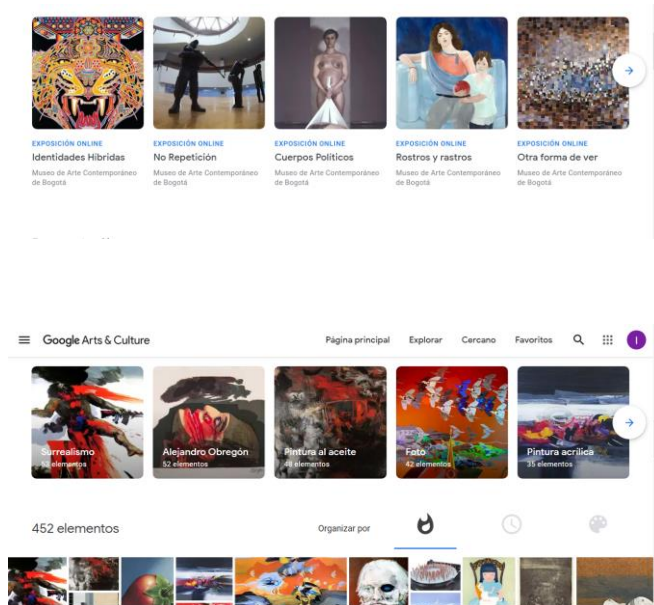 EXPOSICIÓN ONLINE
Identidades Hibridas
Museo de Arte Contemporáneo
de Bogotá
EXPOSICIÓN ONLINE
No Repetición
Museo de Arte Contemporáneo
de Bogotá
EXPOSICIÓN ONLINE
Cuerpos Políticos
Museo de Arte Contemporáneo
de Bogotá
EXPOSICIÓN ONLINE
Rostros y rastros
Museo de Arte Contemporáneo
de Bogotá
EXPOSICIÓN ONLINE
Otra forma de ver
Museo de Arte Contemporáneo
de Bogotá
Google Arts & Culture
Página principal
Explorar
Cercano
Favoritos
I
Surrealismo
elementos
Alejandro Obregón
52 elementos
Pintura al aceite
48 elementos
Foto
42 elementos
Pintura acrílica
35 elementos
452 elementos
Organizar por